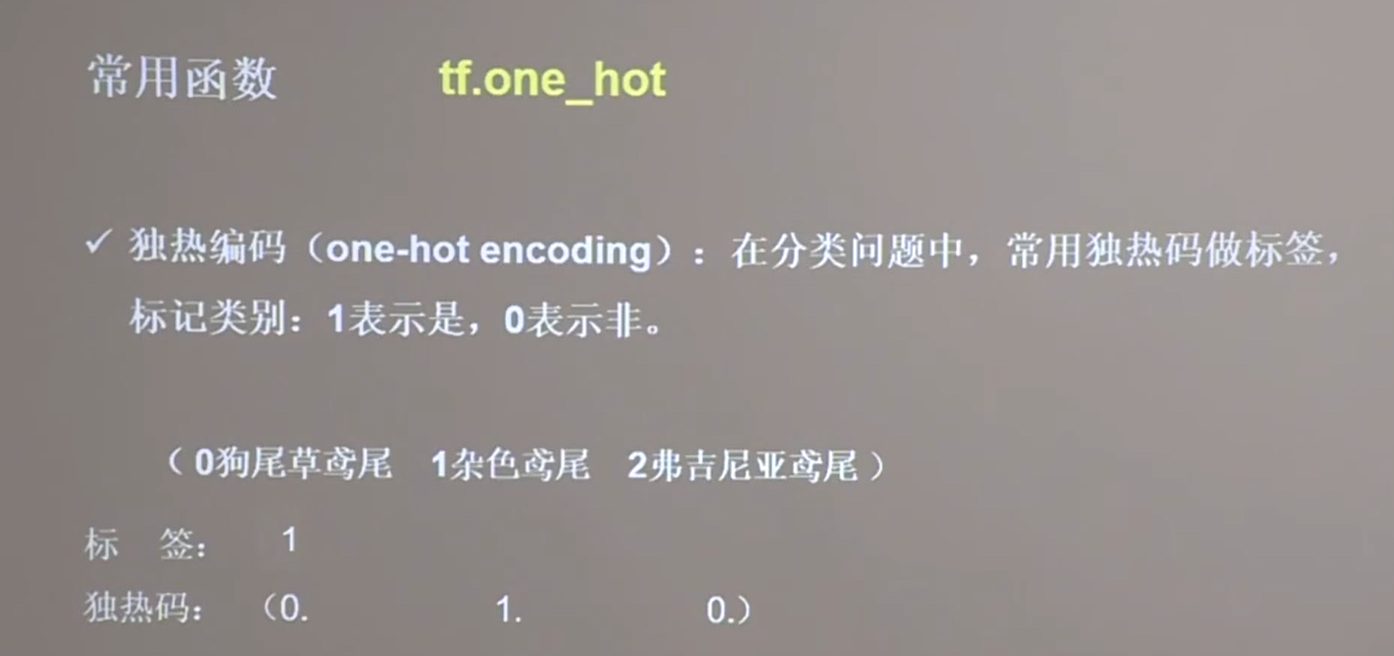 常用函数 tf.one_hot
✓ 独热编码（one-hot encoding）：在分类问题中，常用独热码做标签，
标记类别：1表示是，0表示非。
（ 0狗尾草鸢尾 1杂色鸢尾 2弗吉尼亚鸢尾 ）
标 签： 1
独热码： （0. 1. 0.）